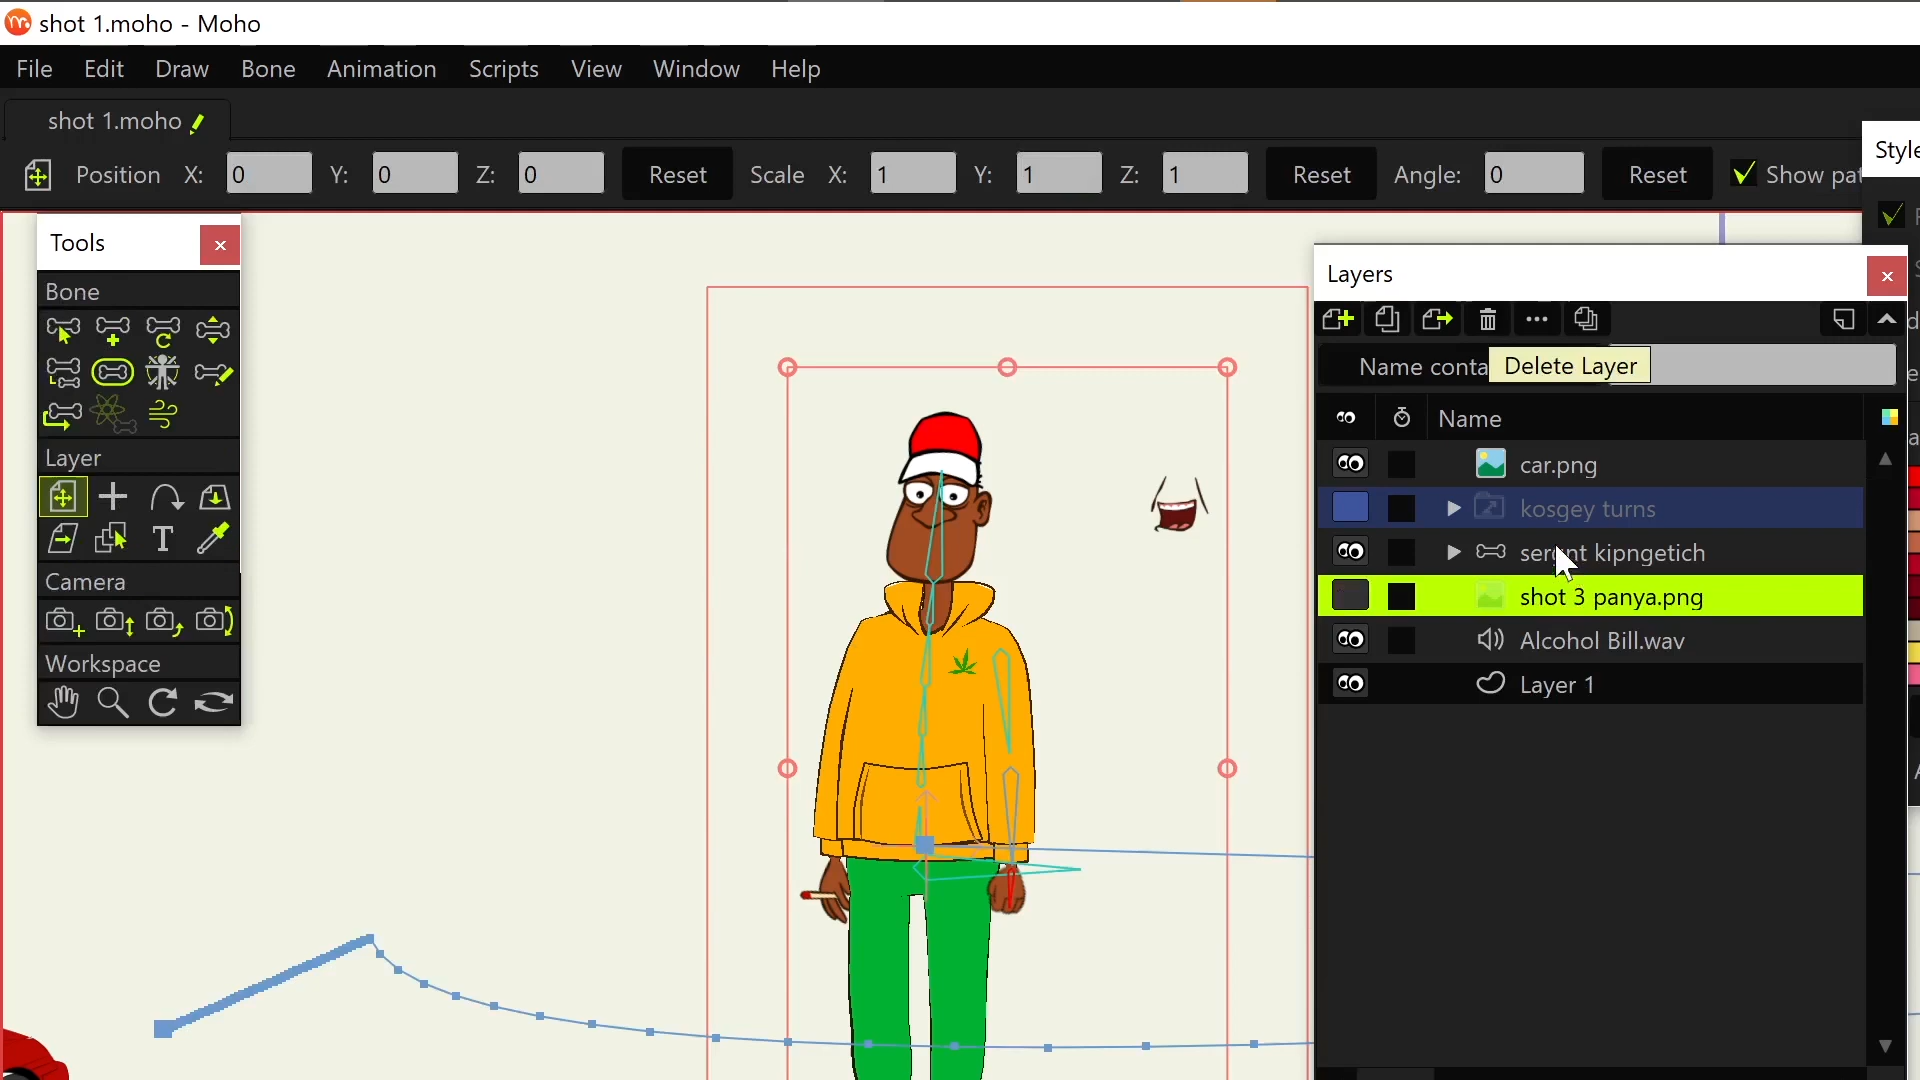 shot 1.moho - Moho
File Edit Draw Bone Animation Scripts View Window Help
shot 1.moho
Position X: 0 Y: 0 Z: 0 Reset Scale X: 1 Y: 1 Z: 1 Reset Angle: 0 Reset Show pat
Style
Tools
Bone
Layer
T
Camera
Workspace
Layers
Name conta
Delete Layer
Name
car.png
kosgey turns
shot 3 panya.png
Alcohol Bill.wav
Layer 1